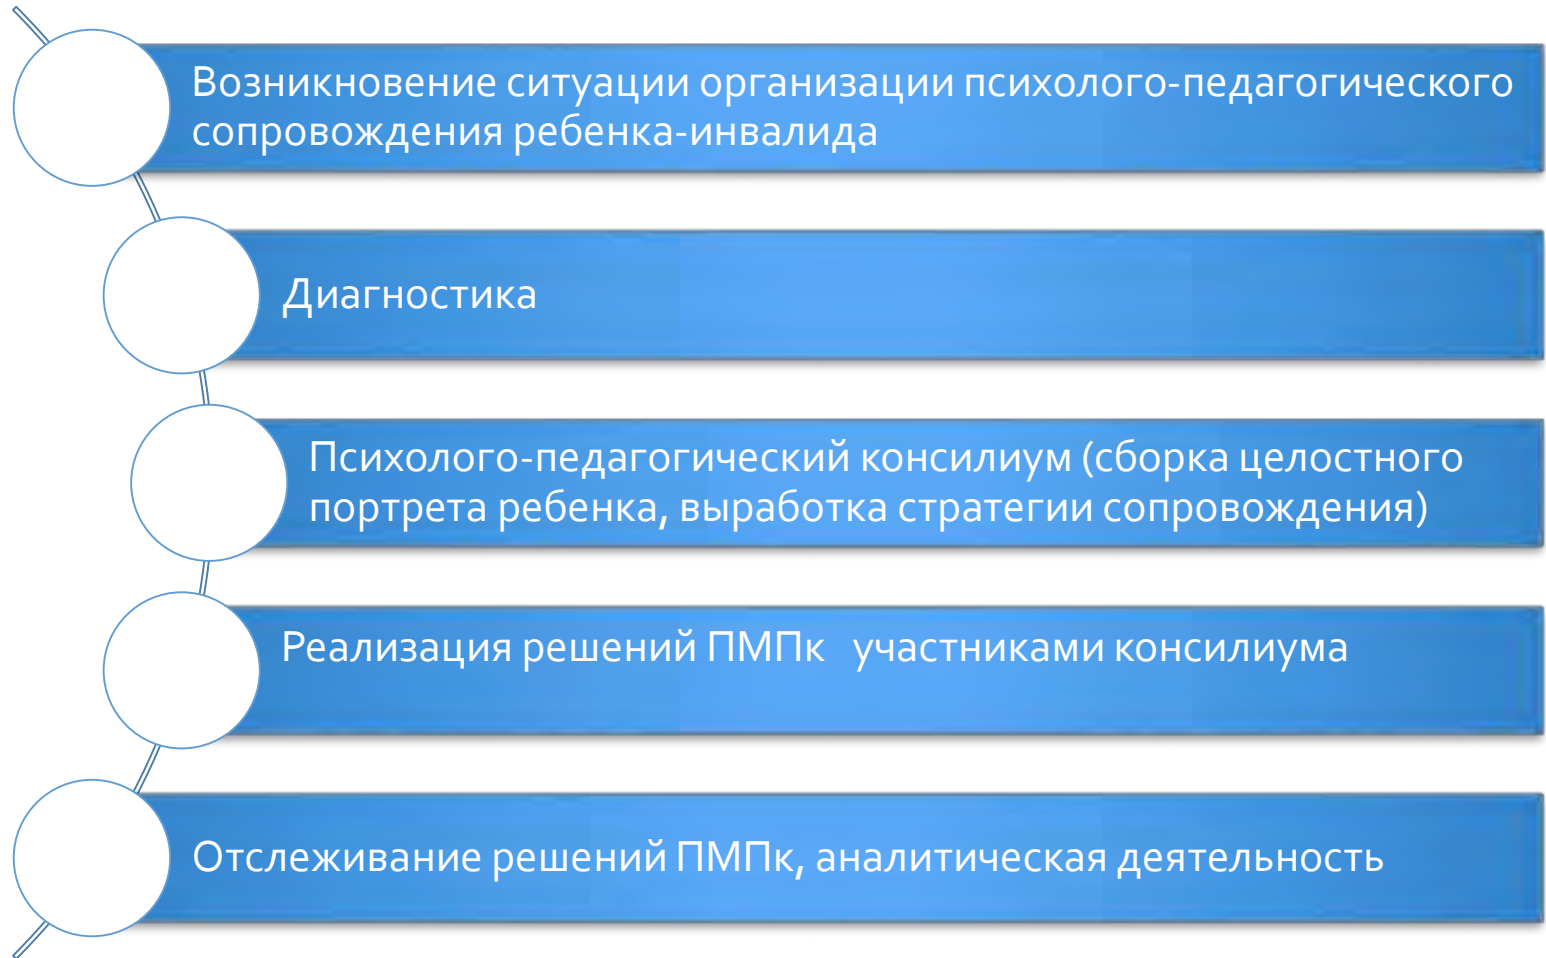 Возникновение ситуации организации психолого-педагогического
сопровождения ребенка-инвалида
Диагностика
Психолого-педагогический консилиум (сборка целостного
портрета ребенка, выработка стратегии сопровождения)
Реализация решений ПМПк   участниками консилиума
Отслеживание решений ПМПк, аналитическая деятельность